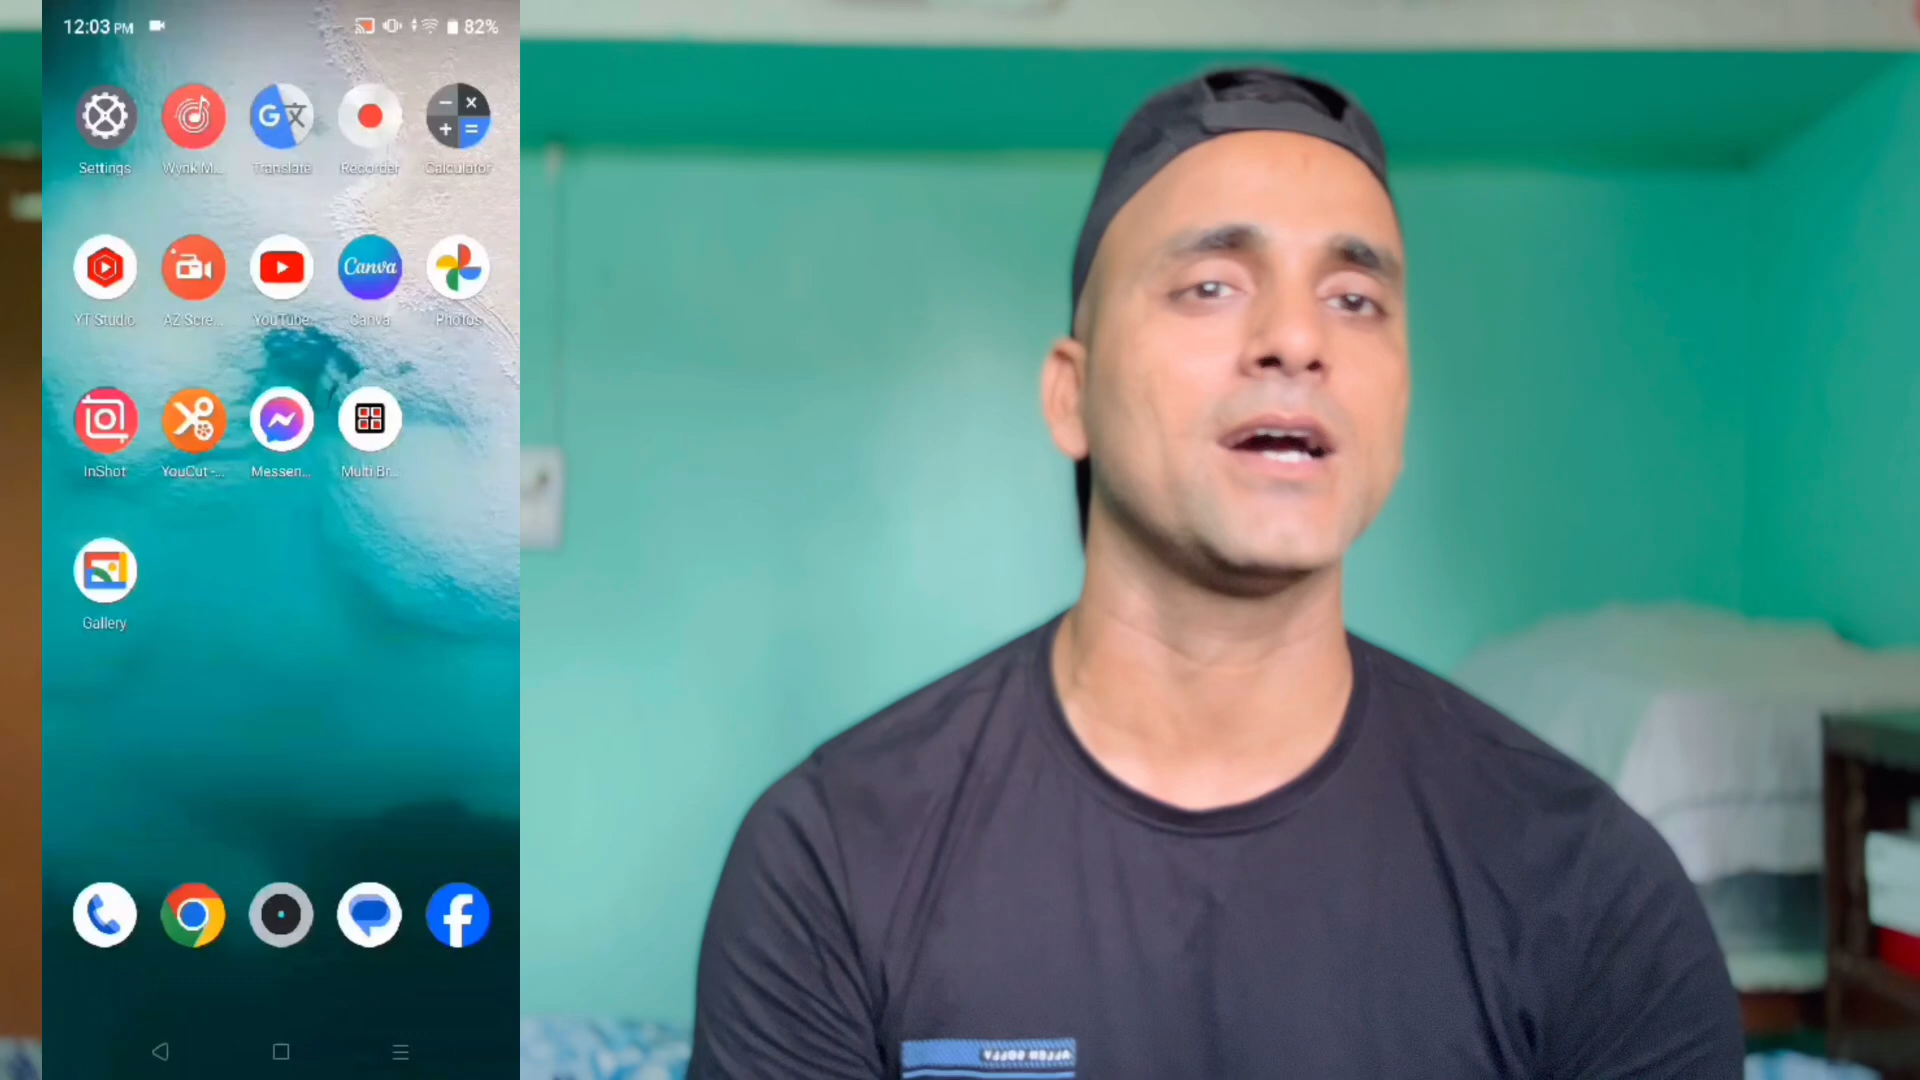 12:03 PM 82%
Settings Wynk M... Translate Recorder Calculator
Canva
YT Studio AZ Scre... YouTube Canva Photos
InShot YouCut -... Messen... Multi Br...
Gallery